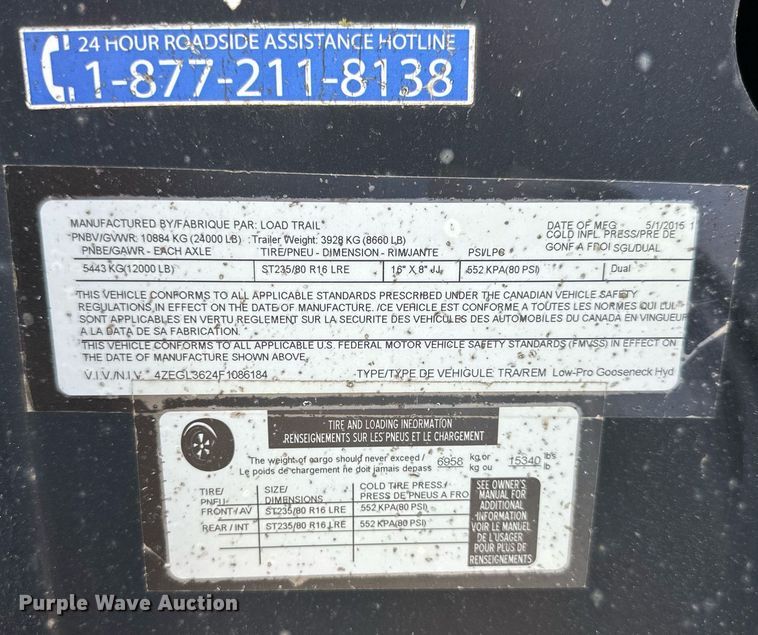 24 HOUR ROADSIDE ASSISTANCE HOTLINE
1-877-211-8138
MANUFACTURED BY/FABRIQUE PAR: LOAD TRAIL
DATE OF MFG 5/1/2015
PNBV/GVWR: 10884 KG (24000 LB) Trailer Weight: 3928 KG (8660 LB)
COLD INFL PRESS/PRE DE
PNBE/GAWR - EACH AXLE TIRE/PNEU - DIMENSION - RIM/JANTE PSI/LPC GONF A FROI SGL/DUAL
5443 KG(12000 LB) ST235/80 R16 LRE 16" X 8" JJ 552 KPA(80 PSI) Dual
THIS VEHICLE CONFORMS TO ALL APPLICABLE STANDARDS PRESCRIBED UNDER THE CANADIAN VEHICLE SAFETY
REGULATIONS IN EFFECT ON THE DATE OF MANUFACTURE. /CE VEHICLE EST CONFORME A TOUTES LES NORMES QUI LUI
SONT APPLICABLES EN VERTU REGLEMENT SUR LA SECURITE DES VEHICULES DES AUTOMOBILES DU CANADA EN VINGUEUR
A LA DATA DE SA FABRICATION.
THIS VEHICLE CONFORMS TO ALL APPLICABLE U.S. FEDERAL MOTOR VEHICLE SAFETY STANDARDS (FMVSS) IN EFFECT ON
THE DATE OF MANUFACTURE SHOWN ABOVE.
V.I.V./N.I.V. 4ZEGL3624F1086184 TYPE/TYPE DE VEHIGULE: TRA/REM Low-Pro Gooseneck Hyd
TIRE AND LOADING INFORMATION
RENSEIGNEMENTS SUR LES PNEUS ET LE CHARGEMENT
The weight of cargo should never exceed / 6956 kg or 15340 lbs
Le poids de chargement ne doit jamais depass kg ou lb
TIRE/ SIZE/ COLD TIRE PRESS/
PNEU DIMENSIONS PRESS DE PNEUS A FRO
FRONT/AV ST235/80 R16 LRE 552 KPA(80 PSI)
REAR / INT ST235/80 R16 LRE 552 KPA(80 PSI)
SEE OWNER'S
MANUAL FOR
ADDITIONAL
INFORMATION
VOIR LE MANUEL
DE L'USAGER
POUR PLUS DE
RENSEIGNEMENTS
Purple Wave Auction